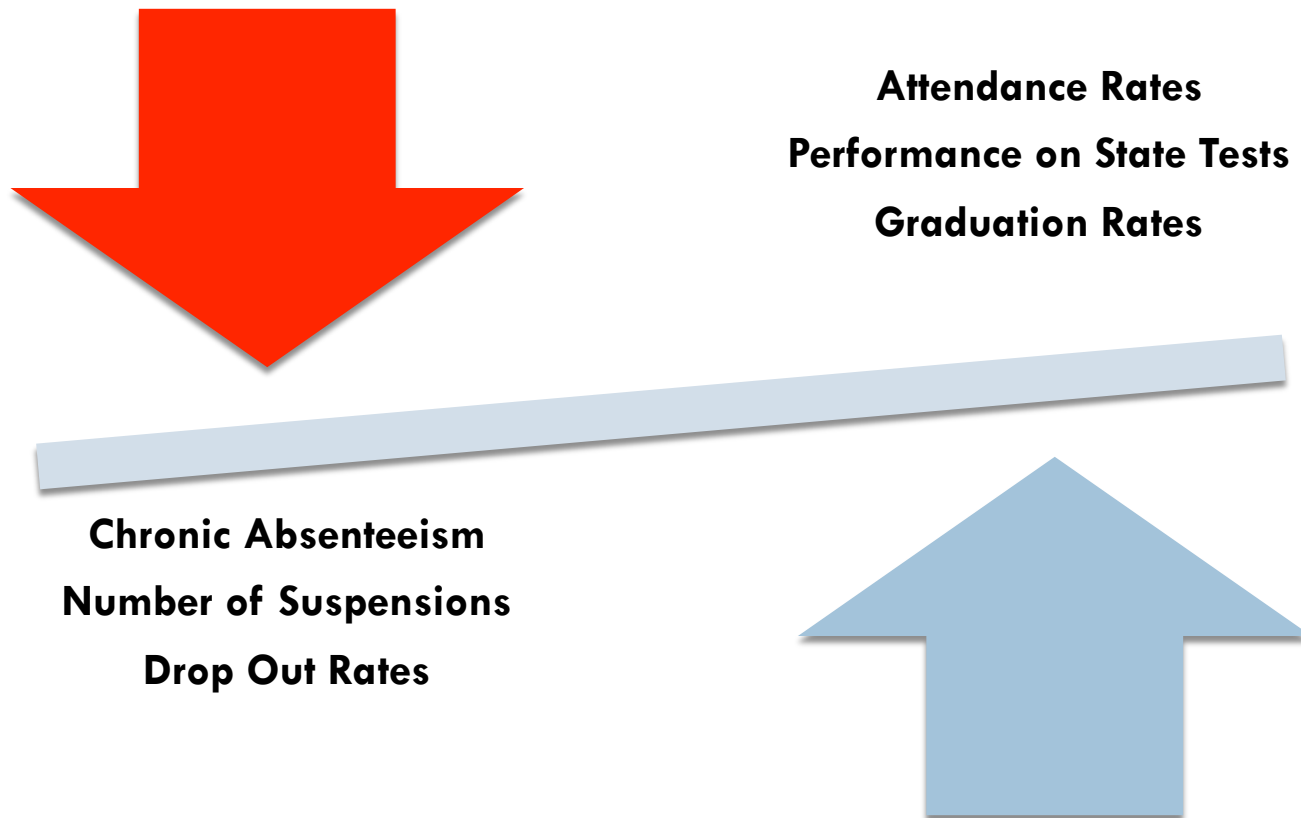 Attendance Rates
Performance on State Tests
Graduation Rates
Chronic Absenteeism
Number of Suspensions
Drop Out Rates